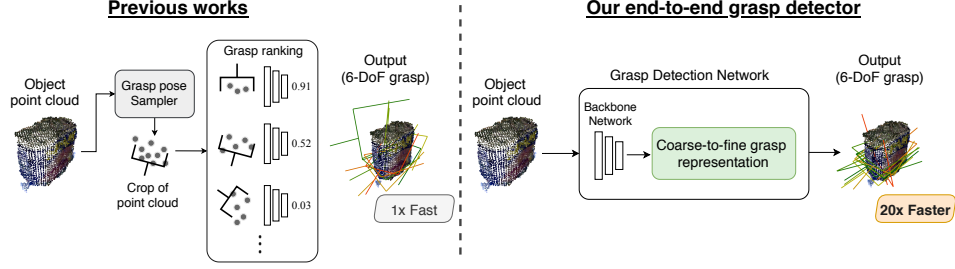 Previous works
Object
point cloud
Grasp pose
Sampler
Crop of
point cloud
Grasp ranking
0.91
0.52
0.03
Output
(6-DoF grasp)
1x Fast
Our end-to-end grasp detector
Object
point cloud
Grasp Detection Network
Backbone
Network
Coarse-to-fine grasp
representation
Output
(6-DoF grasp)
20x Faster